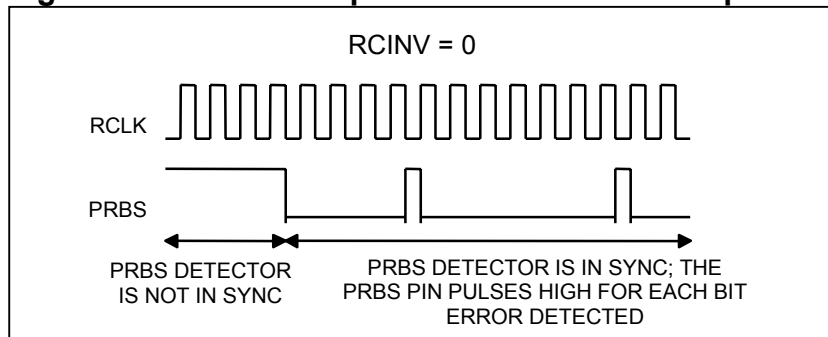 RCINV = 0
RCLK
PRBS
PRBS DETECTOR
IS NOT IN SYNC
PRBS DETECTOR IS IN SYNC; THE
PRBS PIN PULSES HIGH FOR EACH BIT
ERROR DETECTED